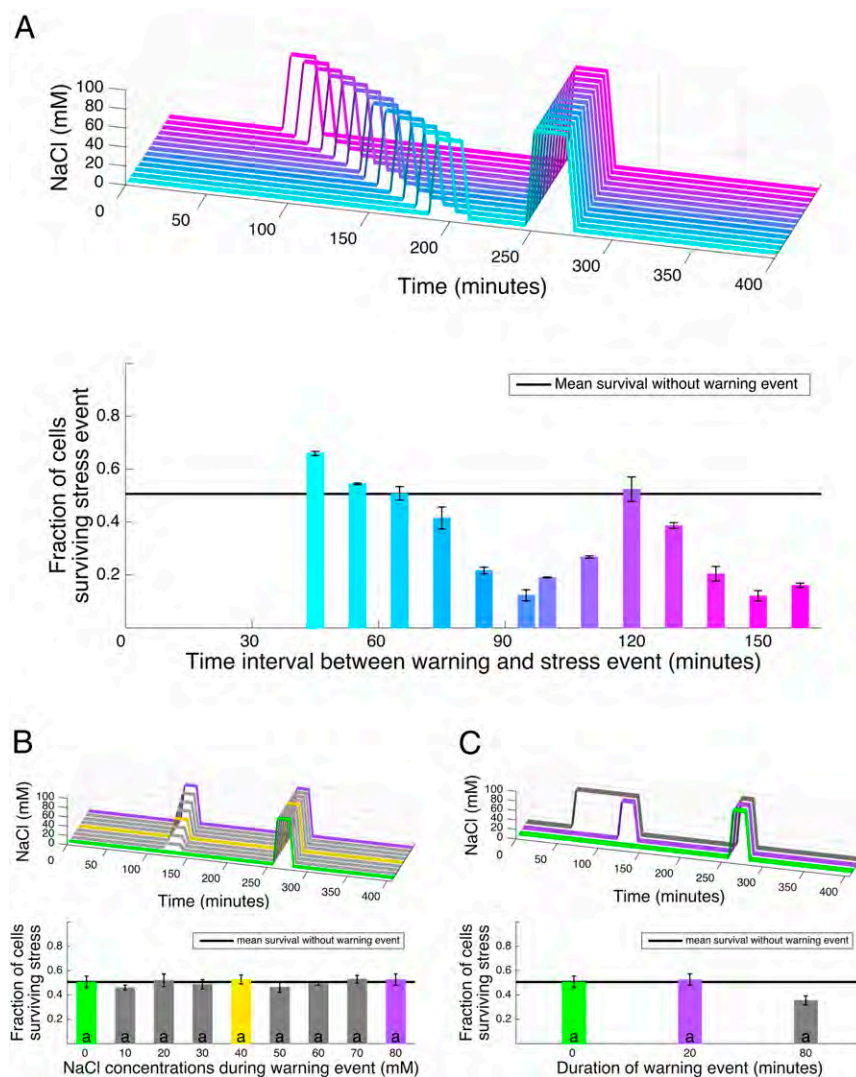 A
NaCl (mM)
100
80
60
40
20
0
0
50
100
150
200
250
300
350
400
Time (minutes)
Mean survival without warning event
Fraction of cells
surviving stress event
0.8
0.6
0.4
0.2
0 30 60 90 120 150
Time interval between warning and stress event (minutes)
B
NaCl (mM)
100
80
60
40
20
0
0
50
100
150
200
250
300
350
400
Time (minutes)
mean survival without warning event
Fraction of cells
surviving stress
0.8
0.6
0.4
a a a a a a a a a
0 10 20 30 40 50 60 70 80
NaCl concentrations during warning event (mM)
C
NaCl (mM)
100
80
60
40
20
0
0
50
100
150
200
250
300
350
400
Time (minutes)
mean survival without warning event
Fraction of cells
surviving stress
0.8
0.6
0.4
a a a
0 20 80
Duration of warning event (minutes)